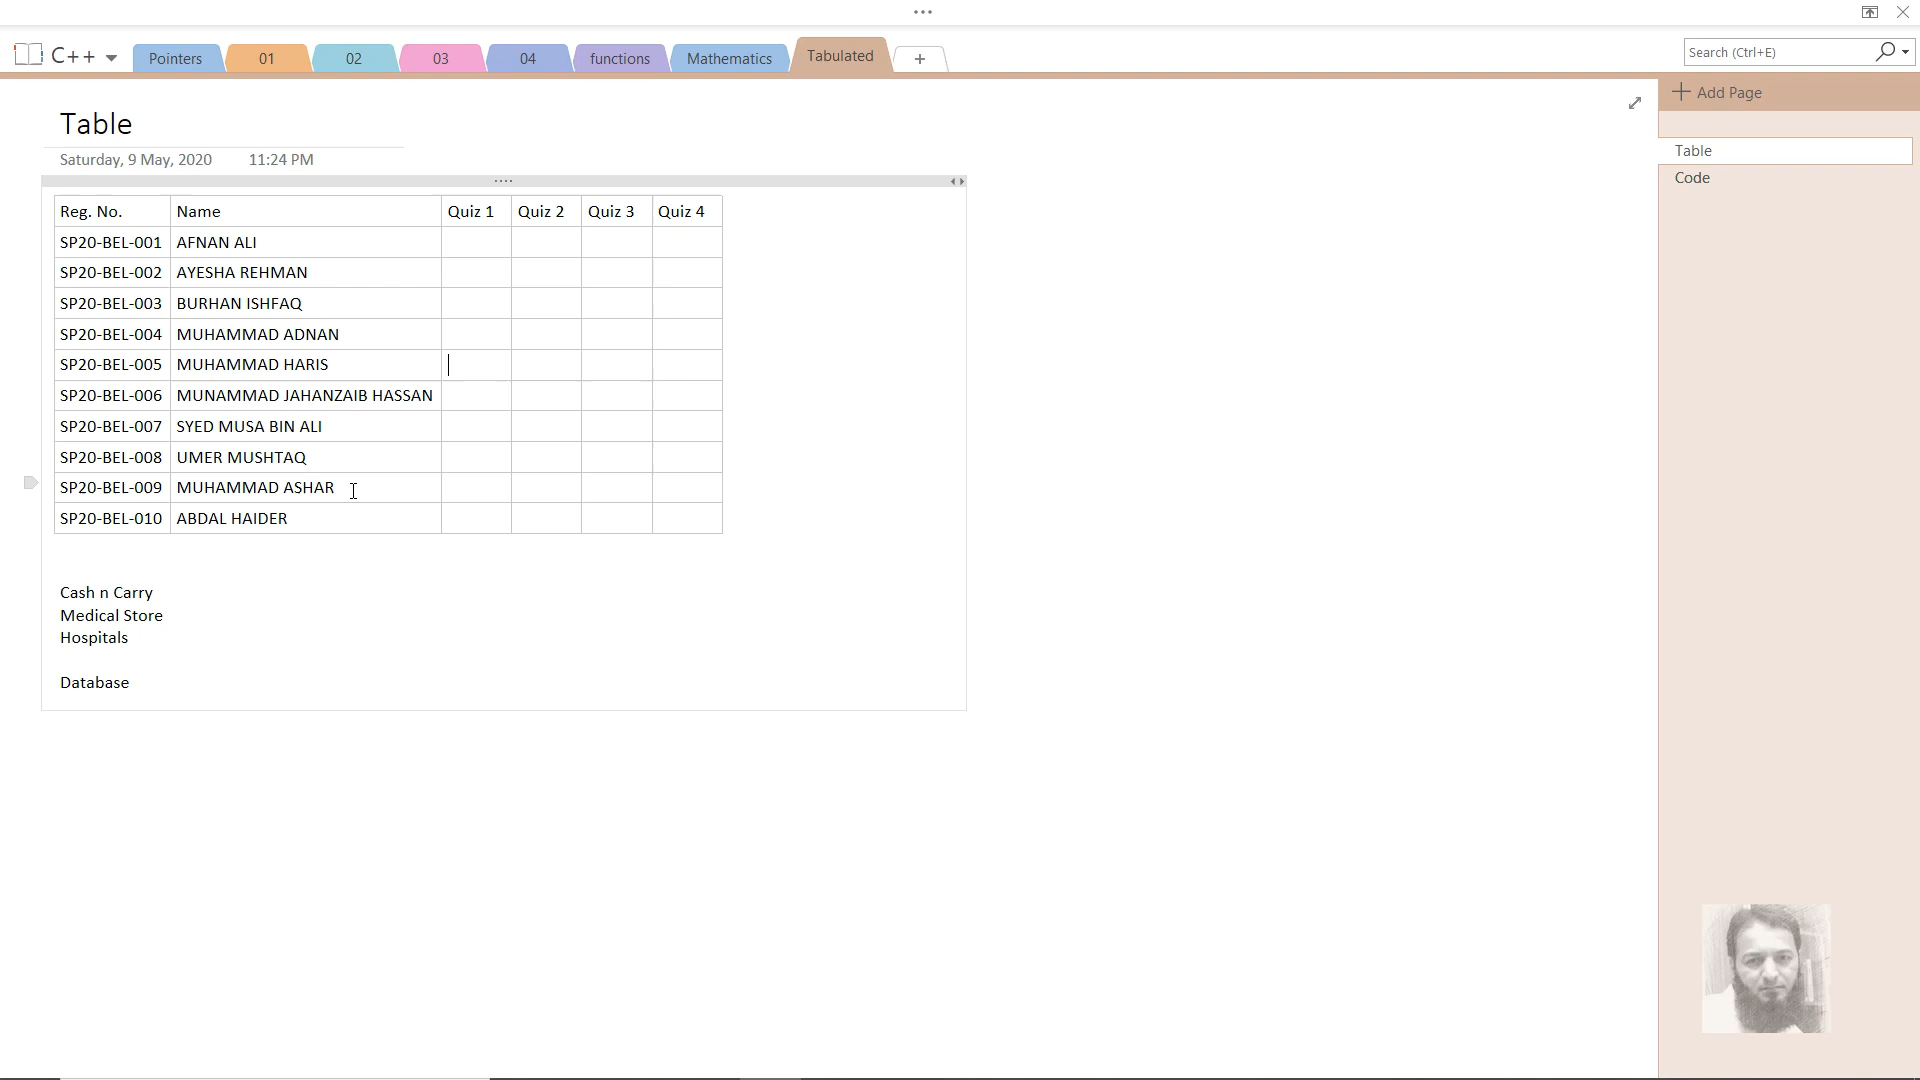 C++ Pointers 01 02 03 04 functions Mathematics Tabulated +
Search (Ctrl+E)
Add Page
Table
Code
Table
Saturday, 9 May, 2020 11:24 PM
Reg. No. Name Quiz 1 Quiz 2 Quiz 3 Quiz 4
SP20-BEL-001 AFNAN ALI
SP20-BEL-002 AYESHA REHMAN
SP20-BEL-003 BURHAN ISHFAQ
SP20-BEL-004 MUHAMMAD ADNAN
SP20-BEL-005 MUHAMMAD HARIS
SP20-BEL-006 MUNAMMAD JAHANZAIB HASSAN
SP20-BEL-007 SYED MUSA BIN ALI
SP20-BEL-008 UMER MUSHTAQ
SP20-BEL-009 MUHAMMAD ASHAR
SP20-BEL-010 ABDAL HAIDER
Cash n Carry
Medical Store
Hospitals
Database